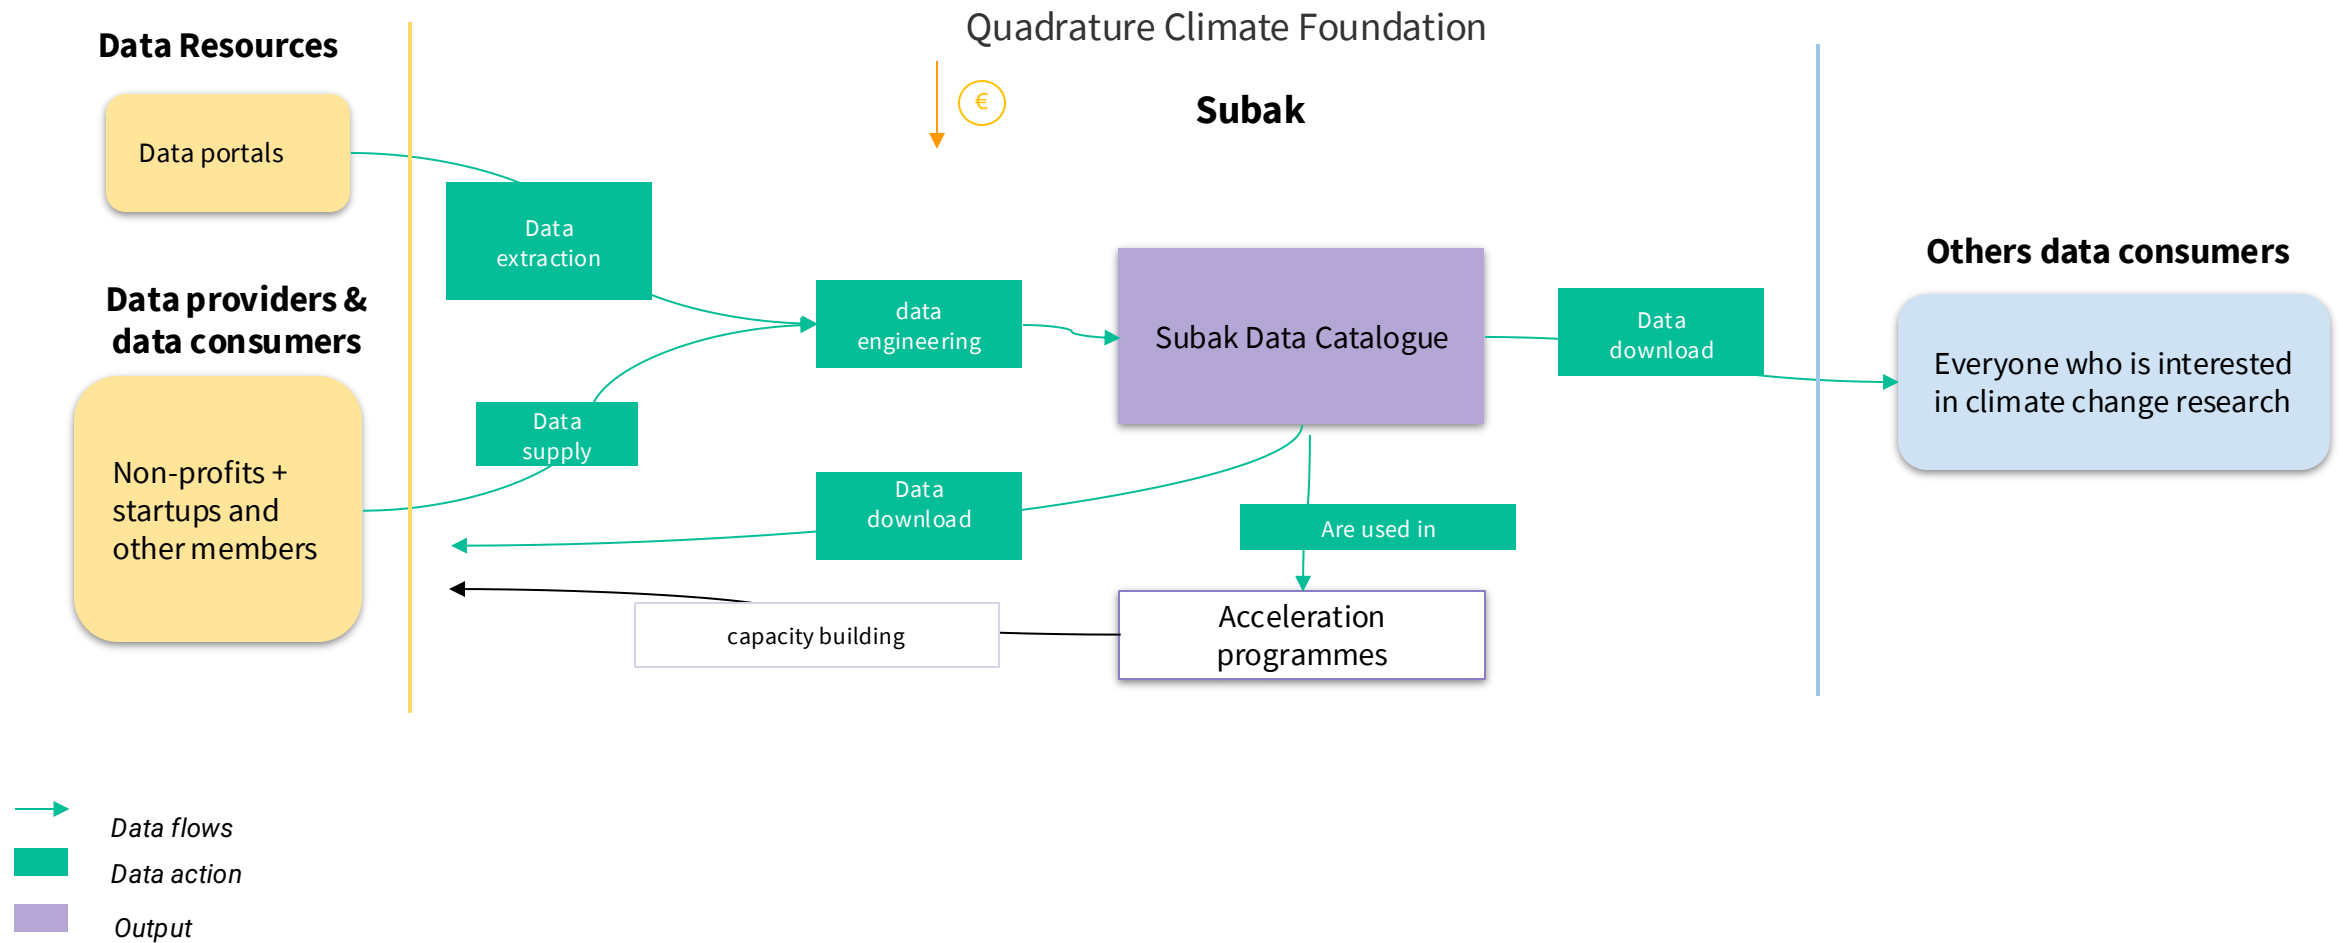 Quadrature Climate Foundation
Data Resources
€
Subak
Data portals
Data
extraction
Data providers &
data consumers
data
engineering
Subak Data Catalogue
Data
download
Others data consumers
Everyone who is interested
in climate change research
Data
supply
Non-profits +
startups and
other members
Data
download
Are used in
capacity building
Acceleration
programmes
Data flows
Data action
Output